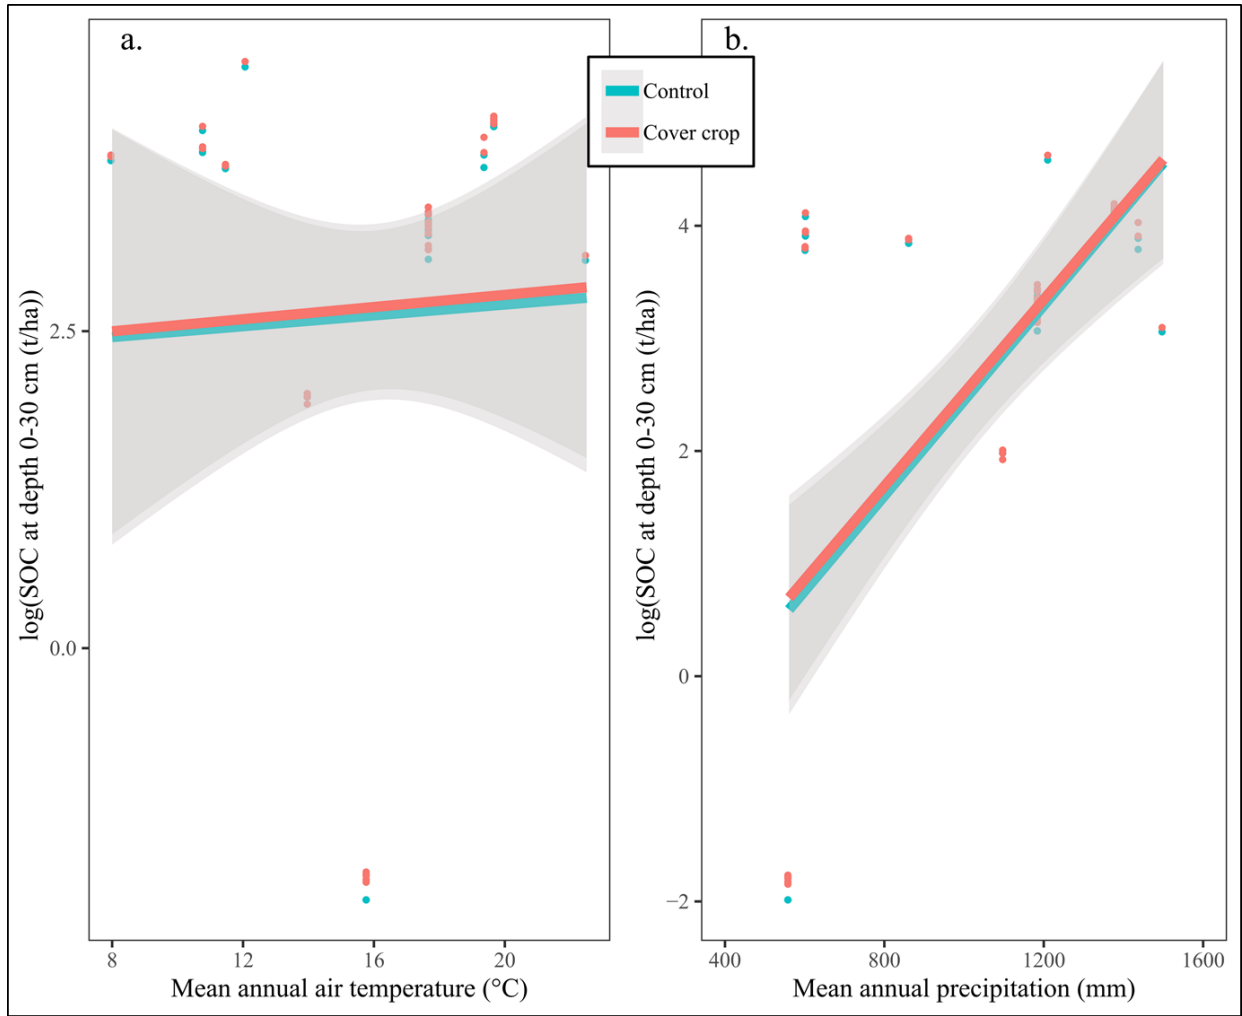 a.
b.
Control
Cover crop
log(SOC at depth 0-30 cm (t/ha))
2.5
0.0
8
12
16
20
Mean annual air temperature (°C)
log(SOC at depth 0-30 cm (t/ha))
4
2
0
−2
400
800
1200
1600
Mean annual precipitation (mm)